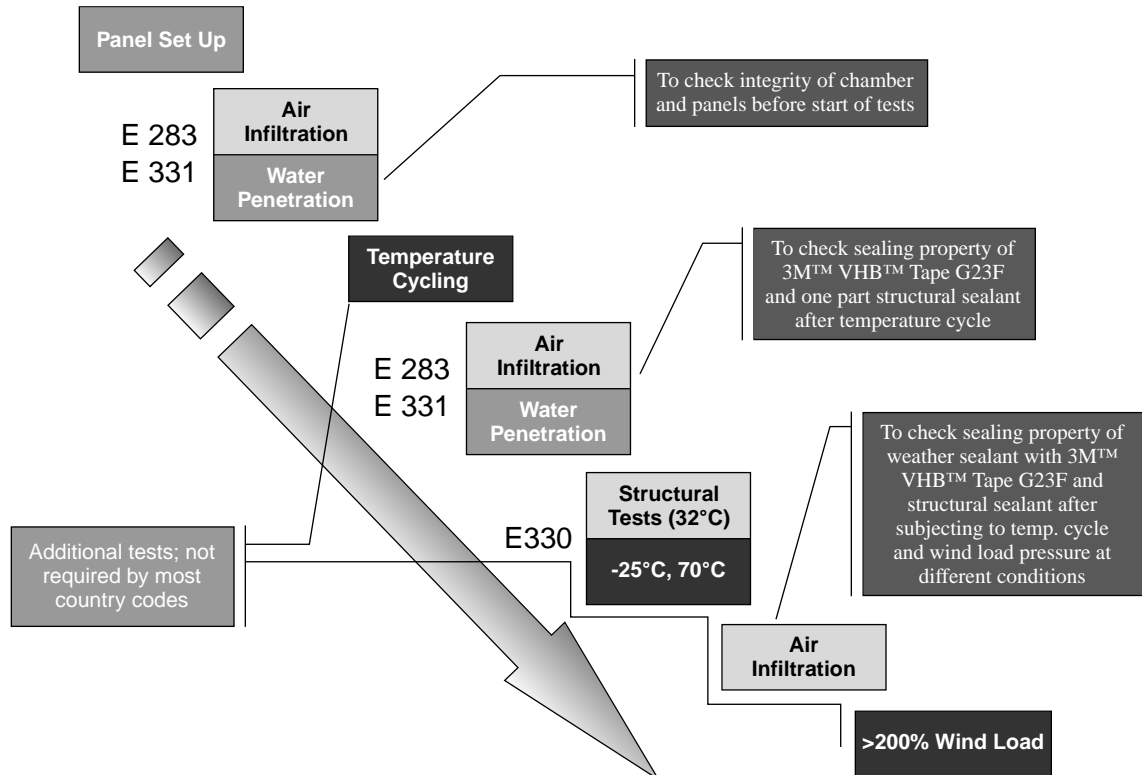 Panel Set Up
To check integrity of chamber
and panels before start of tests
E 283
Air
Infiltration
E 331
Water
Penetration
Temperature
Cycling
To check sealing property of
3M™ VHB™ Tape G23F
and one part structural sealant
after temperature cycle
E 283
Air
Infiltration
E 331
Water
Penetration
To check sealing property of
weather sealant with 3M™
VHB™ Tape G23F and
structural sealant after
subjecting to temp. cycle
and wind load pressure at
different conditions
E330
Structural
Tests (32°C)
-25°C, 70°C
Additional tests; not
required by most
country codes
Air
Infiltration
>200% Wind Load